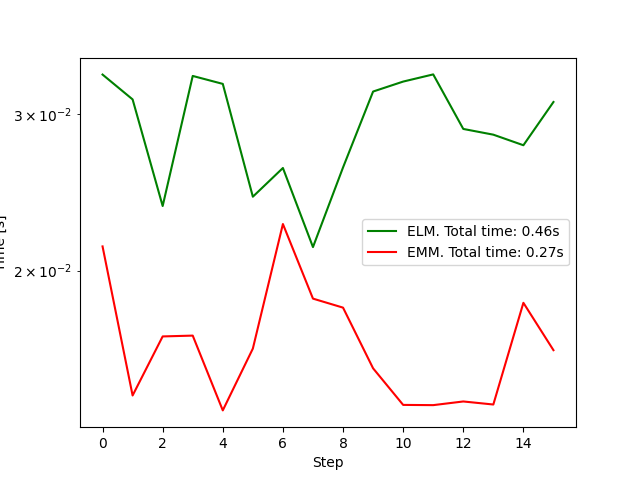 3 × 10⁻²
2 × 10⁻²
Time [s]
ELM. Total time: 0.46s
EMM. Total time: 0.27s
0 2 4 6 8 10 12 14
Step